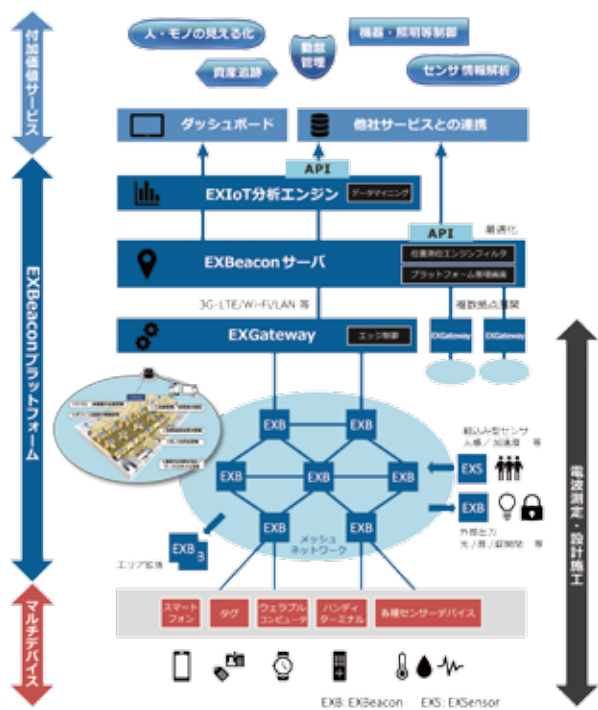 付加価値サービス
人・モノの見える化
資産追跡
勤怠
管理
機器・照明等制御
センサ情報解析
ダッシュボード
他社サービスとの連携
API
EXIoT分析エンジン
データマイニング
API
最適化
EXBeaconサーバ
位置測位エンジンフィルタ
プラットフォーム管理画面
3G-LTE/Wi-Fi/LAN 等
複数拠点展開
EXGateway
エッジ制御
EXGateway
EXGateway
EXBeaconプラットフォーム
EXB
EXB
EXB
EXB
EXB
EXB
EXB
メッシュ
ネットワーク
組込み型センサ
人感/加速度 等
EXS
EXB
外部出力
光/音/扉開閉 等
EXB
3
エリア拡張
電波測定・設計施工
マルチデバイス
スマート
フォン
タグ
ウェラブル
コンピュータ
ハンディ
ターミナル
各種センサーデバイス
EXB: EXBeacon EXS: EXSensor